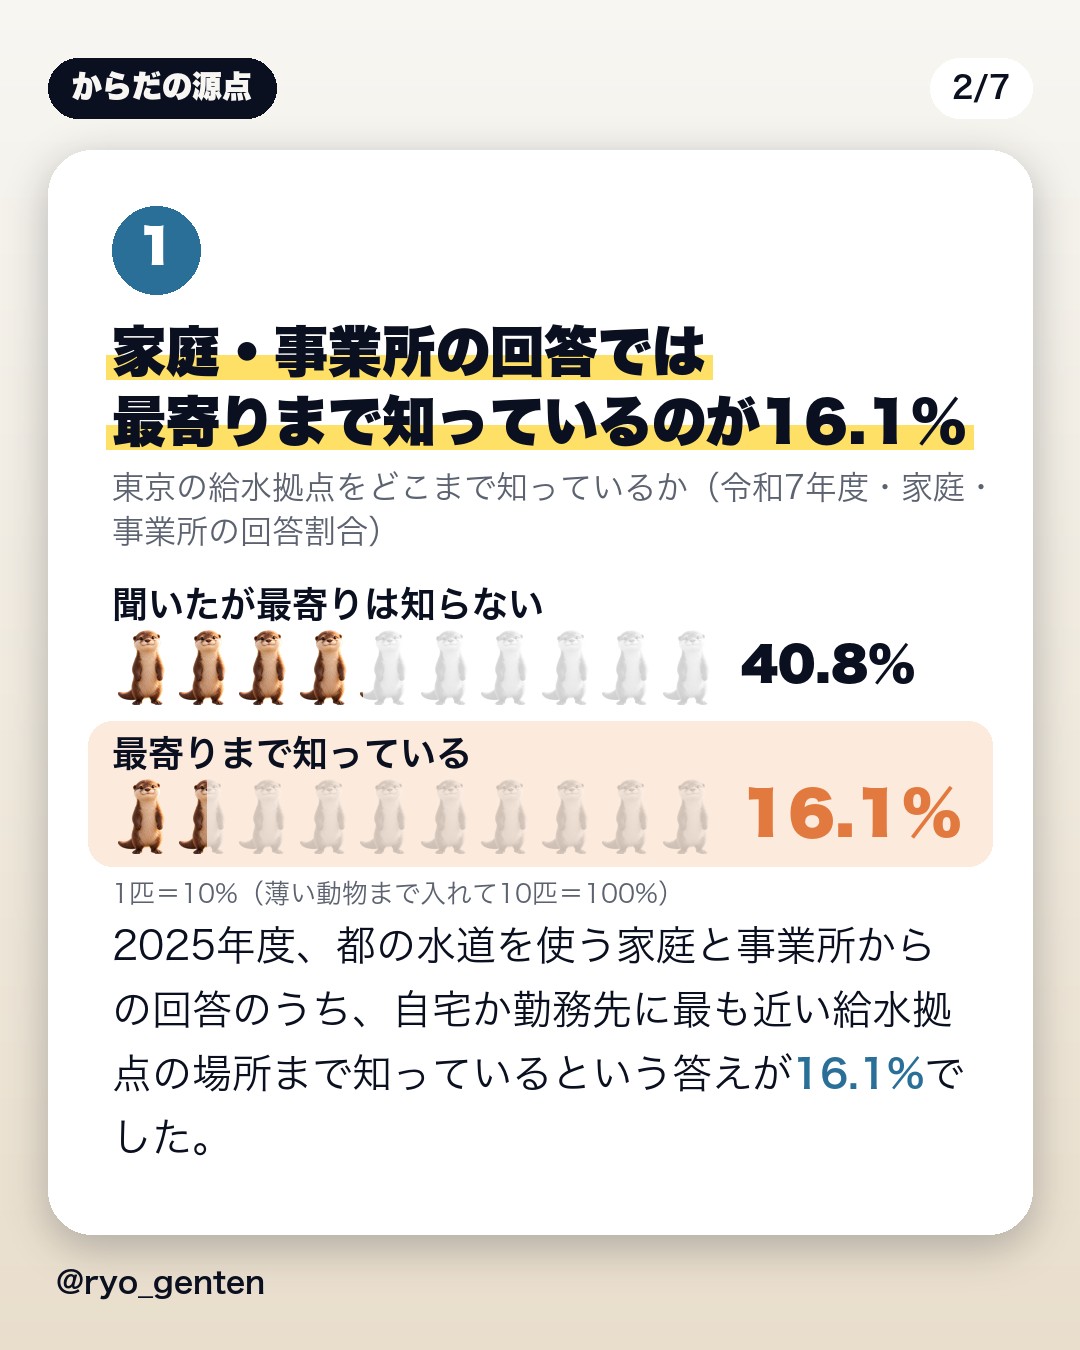 からだの源点
2/7
1
家庭・事業所の回答では
最寄りまで知っているのが16.1%
東京の給水拠点をどこまで知っているか（令和7年度・家庭・
事業所の回答割合）
聞いたが最寄りは知らない
40.8%
最寄りまで知っている
16.1%
1匹＝10%（薄い動物まで入れて10匹＝100%）
2025年度、都の水道を使う家庭と事業所から
の回答のうち、自宅か勤務先に最も近い給水拠
点の場所まで知っているという答えが16.1%で
した。
@ryo_genten